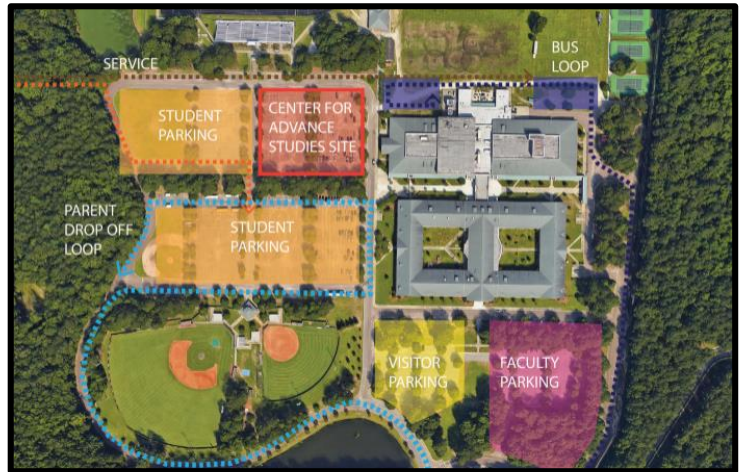 SERVICE
BUS
LOOP
STUDENT
PARKING
CENTER FOR
ADVANCE
STUDIES SITE
PARENT
DROP OFF
LOOP
STUDENT
PARKING
VISITOR
PARKING
FACULTY
PARKING